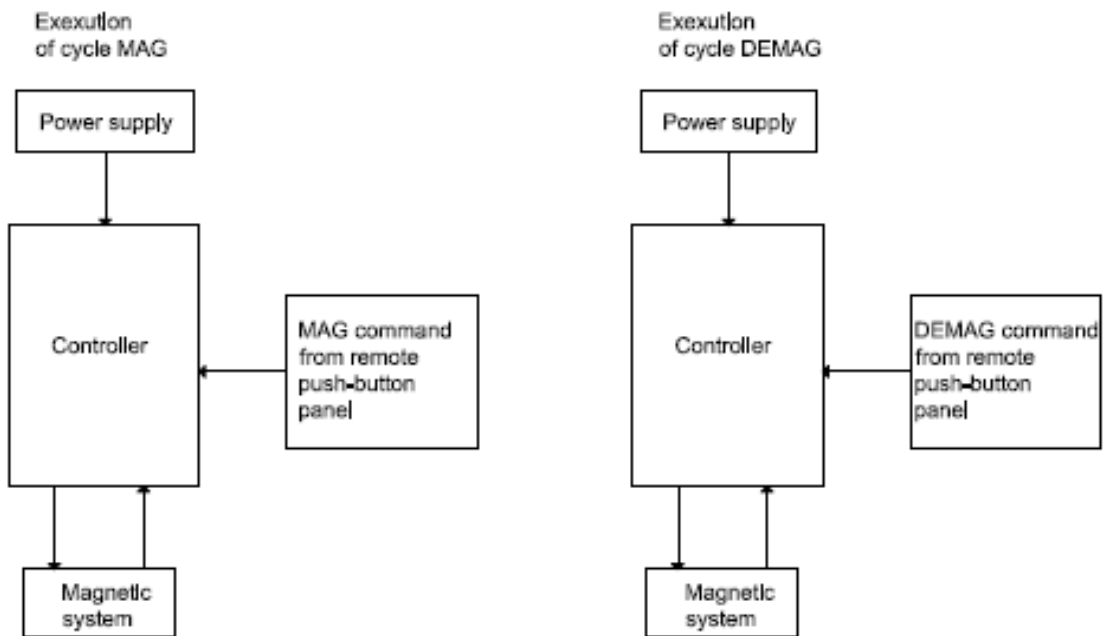 Exexution
of cycle MAG
Power supply
Controller
MAG command
from remote
push-button
panel
Magnetic
system
Exexution
of cycle DEMAG
Power supply
Controller
DEMAG command
from remote
push-button
panel
Magnetic
system